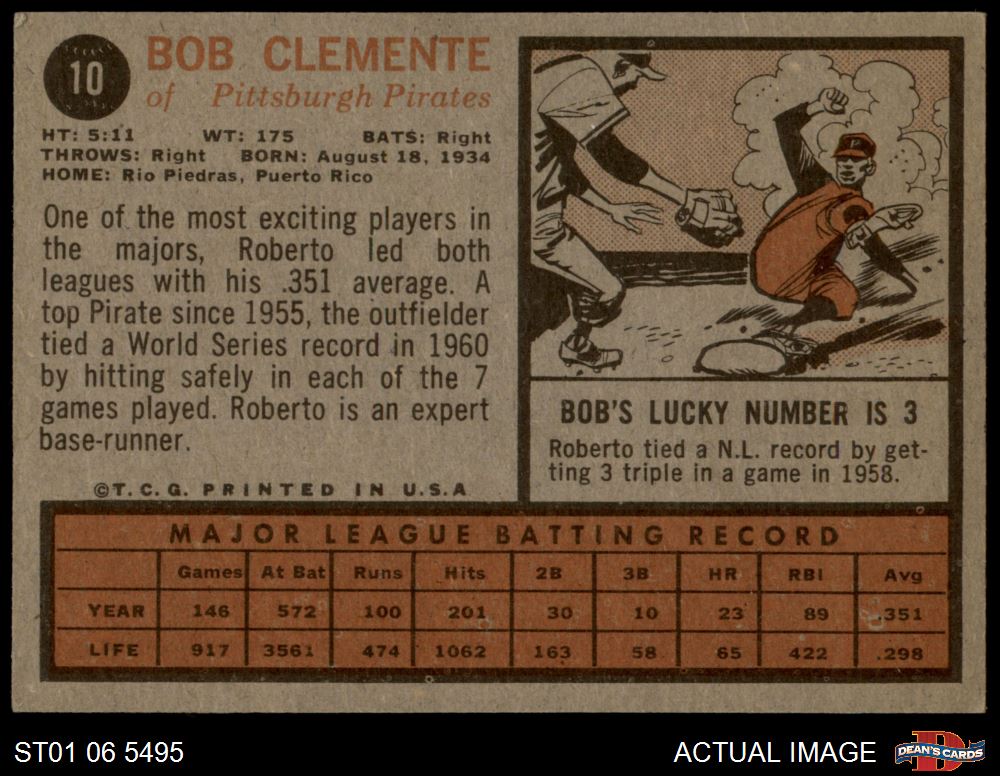 10
BOB CLEMENTE
of Pittsburgh Pirates
HT: 5:11 WT: 175 BATS: Right
THROWS: Right BORN: August 18, 1934
HOME: Rio Piedras, Puerto Rico
One of the most exciting players in
the majors, Roberto led both
leagues with his .351 average. A
top Pirate since 1955, the outfielder
tied a World Series record in 1960
by hitting safely in each of the 7
games played. Roberto is an expert
base-runner.
©T. C. G. PRINTED IN U.S.A
P
BOB'S LUCKY NUMBER IS 3
Roberto tied a N.L. record by get-
ting 3 triple in a game in 1958.
MAJOR LEAGUE BATTING RECORD
Games At Bat Runs Hits 2B 3B HR RBI Avg
YEAR 146 572 100 201 30 10 23 89 .351
LIFE 917 3561 474 1062 163 58 65 422 .298
ST01 06 5495
ACTUAL IMAGE
D
DEAN'S CARDS